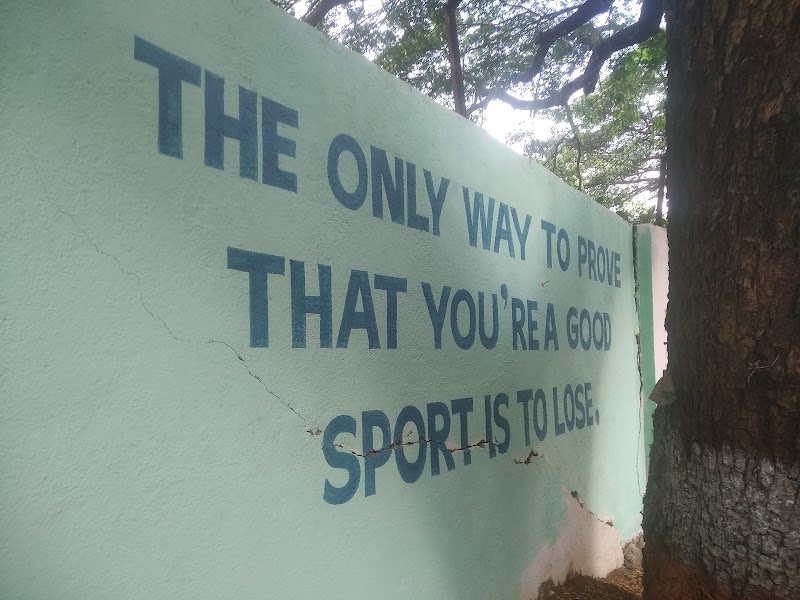 THE ONLY WAY TO PROVE
THAT YOU'RE A GOOD
SPORT IS TO LOSE.